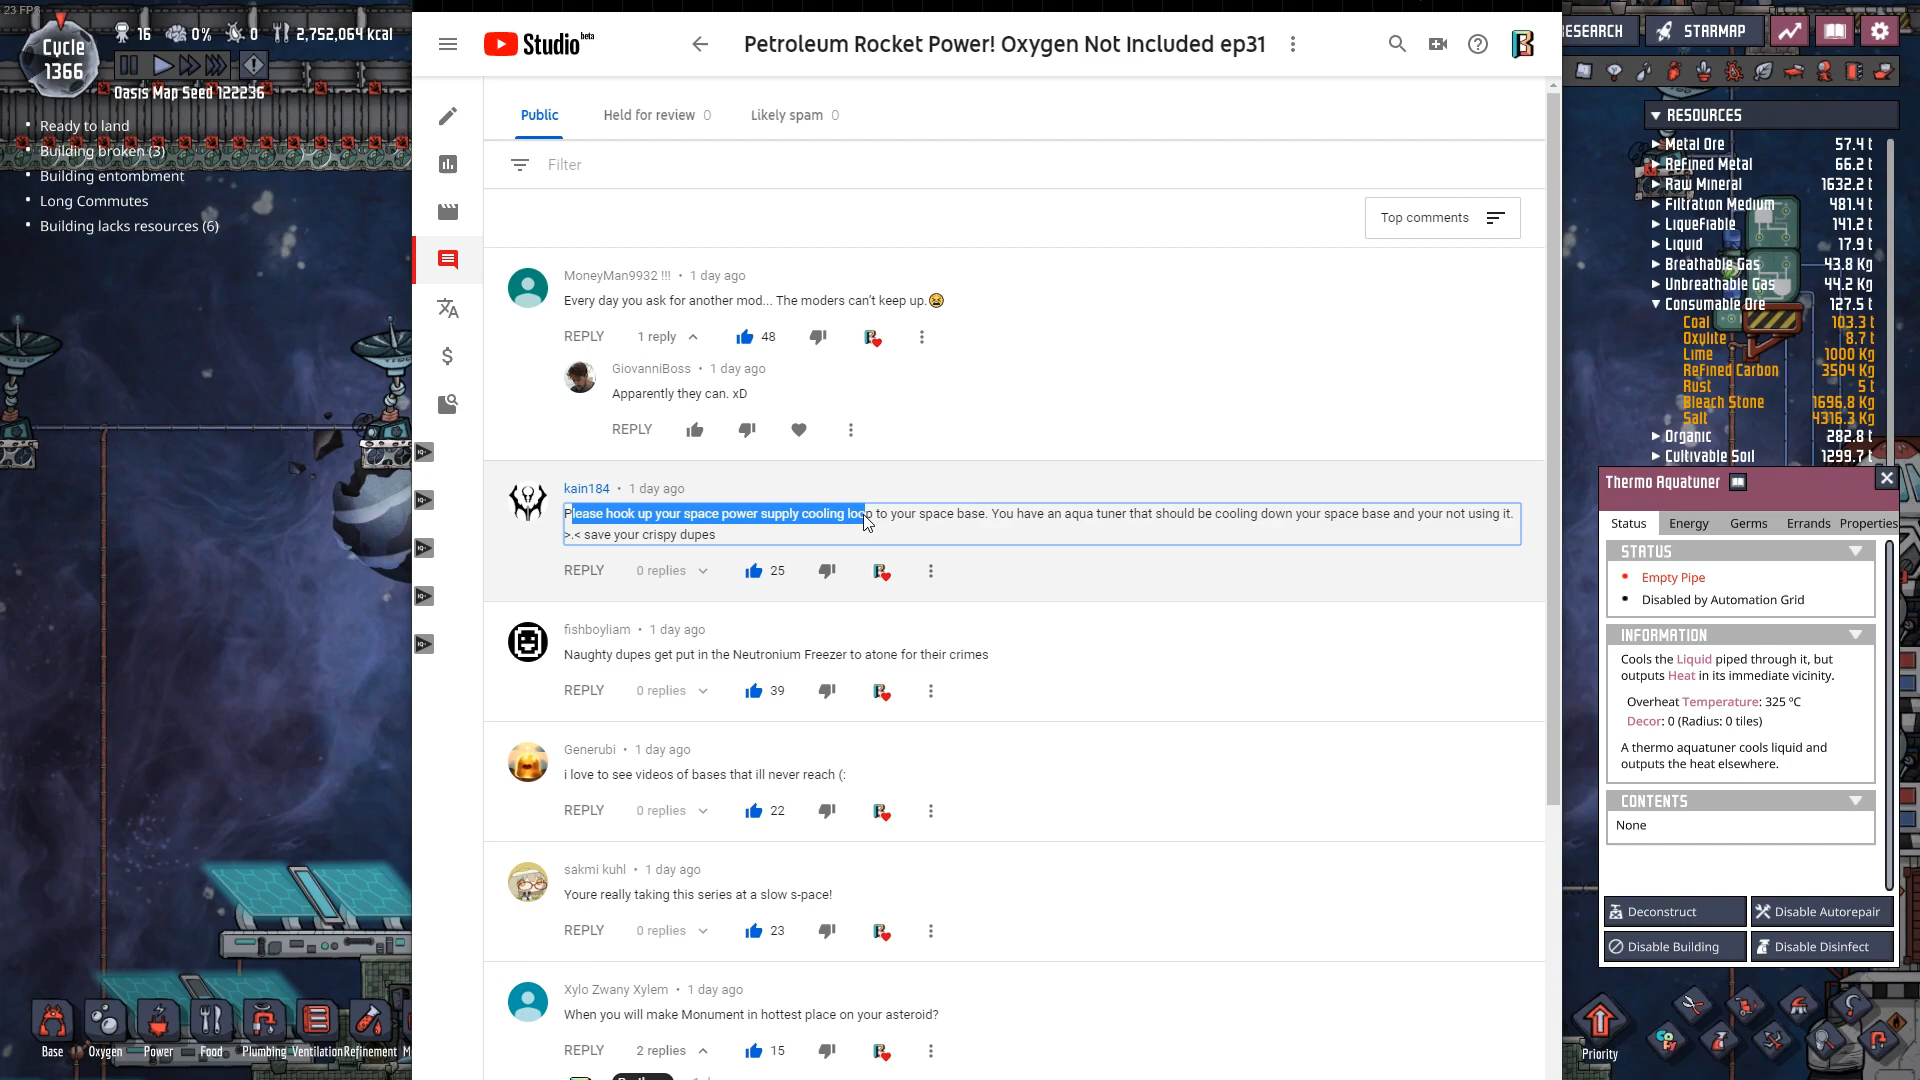 23 FPS
Cycle
1366
16
0%
0
2,752,064 kcal
Oasis Map Seed 122236
Ready to land
Building broken (3)
Building entombment
Long Commutes
Building lacks resources (6)
Studio beta
Petroleum Rocket Power! Oxygen Not Included ep31
Public
Held for review 0
Likely spam 0
Filter
Top comments
MoneyMan9932 !!! • 1 day ago
Every day you ask for another mod... The moders can't keep up.😆
REPLY 1 reply 48
GiovanniBoss • 1 day ago
Apparently they can. xD
REPLY
kain184 • 1 day ago
Please hook up your space power supply cooling loop to your space base. You have an aqua tuner that should be cooling down your space base and your not using it.
>.< save your crispy dupes
REPLY 0 replies 25
fishboyliam • 1 day ago
Naughty dupes get put in the Neutronium Freezer to atone for their crimes
REPLY 0 replies 39
Generubi • 1 day ago
i love to see videos of bases that ill never reach (:
REPLY 0 replies 22
sakmi kuhl • 1 day ago
Youre really taking this series at a slow s-pace!
REPLY 0 replies 23
Xylo Zwany Xylem • 1 day ago
When you will make Monument in hottest place on your asteroid?
REPLY 2 replies 15
ESEARCH
STARMAP
RESOURCES
Metal Ore 57.4 t
Refined Metal 66.2 t
Raw Mineral 1632.2 t
Filtration Medium 481.4 t
Liquefiable 141.2 t
Liquid 17.9 t
Breathable Gas 43.8 Kg
Unbreathable Gas 44.2 Kg
Consumable Ore 127.5 t
Coal 103.3 t
Oxylite 8.7 t
Lime 1000 Kg
Refined Carbon 3504 Kg
Rust 5 t
Bleach Stone 1696.8 Kg
Salt 4316.3 Kg
Organic 282.8 t
Cultivable Soil 1299.7 t
Thermo Aquatuner
Status Energy Germs Errands Properties
STATUS
Empty Pipe
Disabled by Automation Grid
INFORMATION
Cools the Liquid piped through it, but
outputs Heat in its immediate vicinity.
Overheat Temperature: 325 ºC
Decor: 0 (Radius: 0 tiles)
A thermo aquatuner cools liquid and
outputs the heat elsewhere.
CONTENTS
None
Deconstruct
Disable Autorepair
Disable Building
Disable Disinfect
Base
Oxygen
Power
Food
Plumbing
Ventilation
Refinement
M
Priority